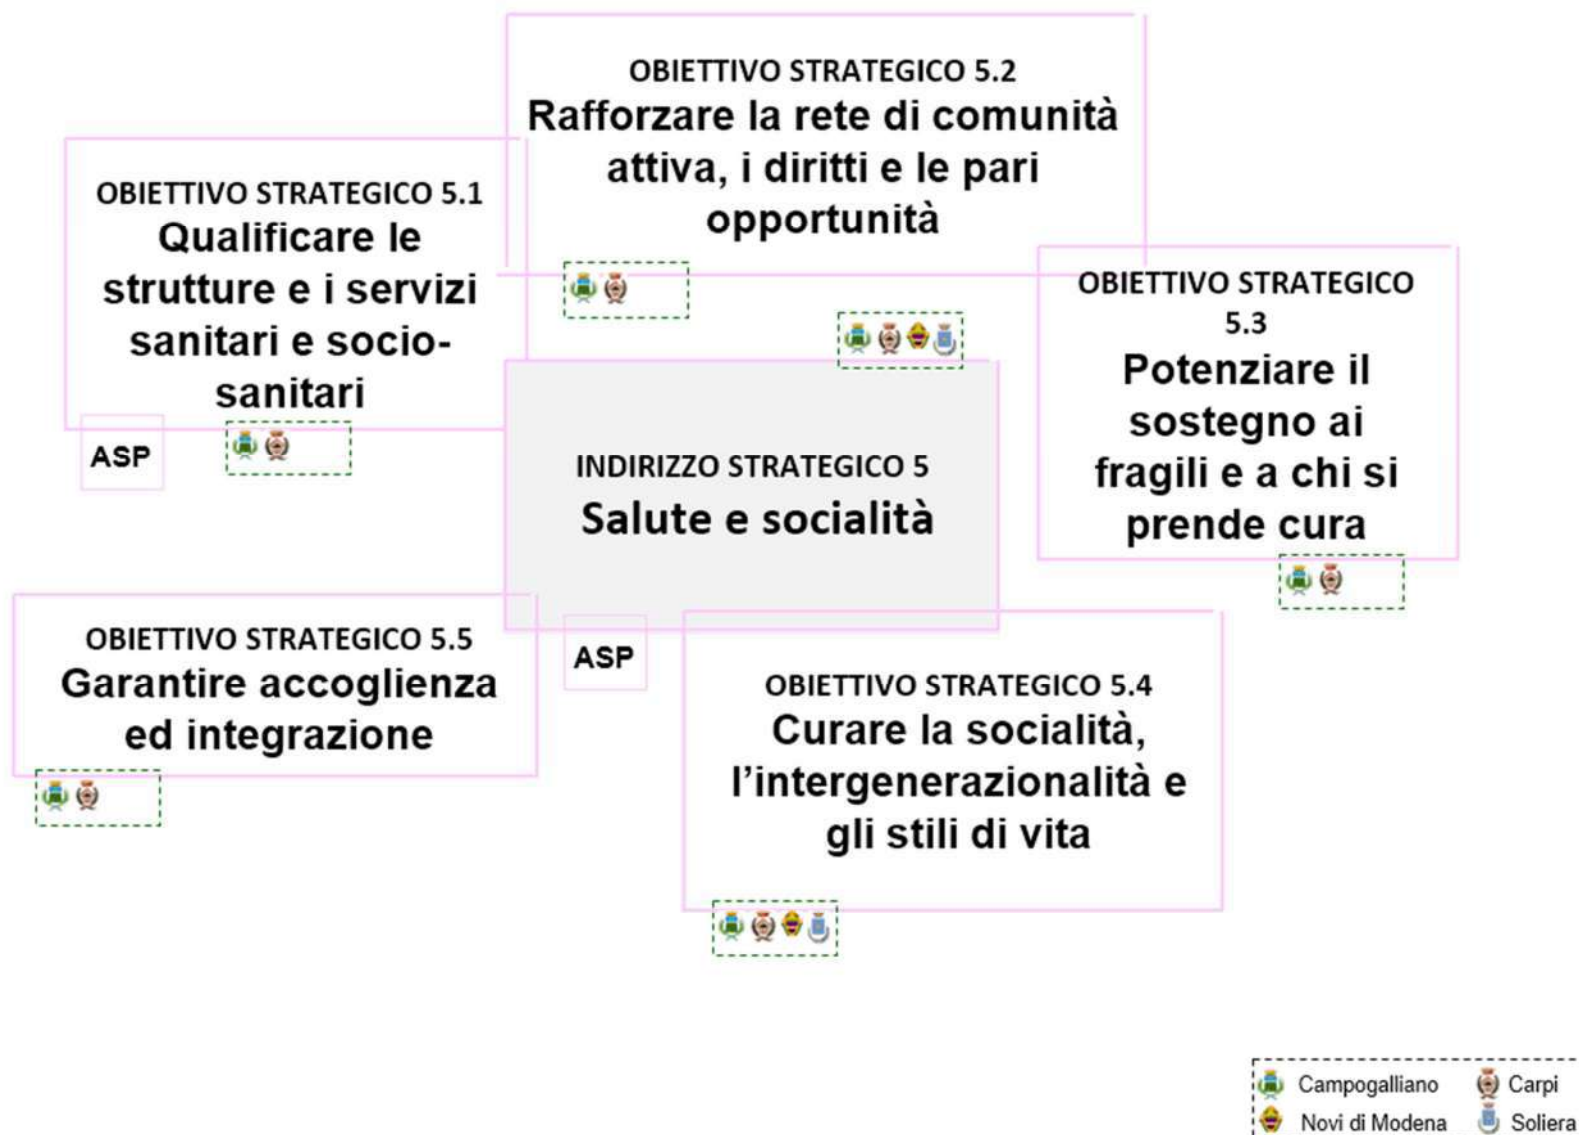 OBIETTIVO STRATEGICO 5.2
Rafforzare la rete di comunità
attiva, i diritti e le pari
opportunità
OBIETTIVO STRATEGICO 5.1
Qualificare le
strutture e i servizi
sanitari e socio-
sanitari
ASP
OBIETTIVO STRATEGICO
5.3
Potenziare il
sostegno ai
fragili e a chi si
prende cura
INDIRIZZO STRATEGICO 5
Salute e socialità
ASP
OBIETTIVO STRATEGICO 5.5
Garantire accoglienza
ed integrazione
OBIETTIVO STRATEGICO 5.4
Curare la socialità,
l'intergenerazionalità e
gli stili di vita
Campogalliano
Carpi
Novi di Modena
Soliera